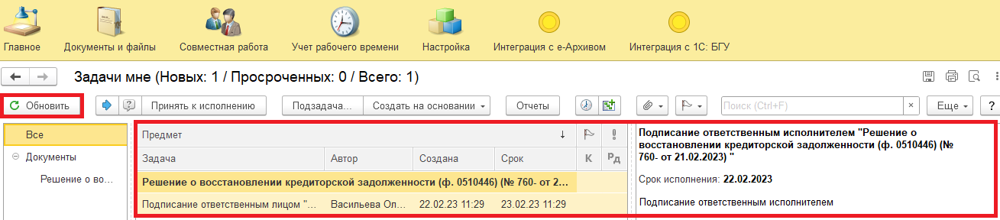 Главное Документы и файлы Совместная работа Учет рабочего времени Настройка Интеграция с е-Архивом Интеграция с 1С: БГУ
Задачи мне (Новых: 1 / Просроченных: 0 / Всего: 1)
Обновить Принять к исполнению Подзадача... Создать на основании Отчеты Поиск (Ctrl+F) × Еще ?
Все
Документы
Решение о во...
Предмет ↓ !
Задача Автор Создана Срок К Рд
Решение о восстановлении кредиторской задолженности (ф. 0510446) (№ 760- от 2...
Подписание ответственным лицом "... Васильева Ол... 22.02.23 11:29 23.02.23 11:29
Подписание ответственным исполнителем "Решение о
восстановлении кредиторской задолженности (ф. 0510446) (№
760- от 21.02.2023) "
Срок исполнения: 22.02.2023
Подписание ответственным исполнителем